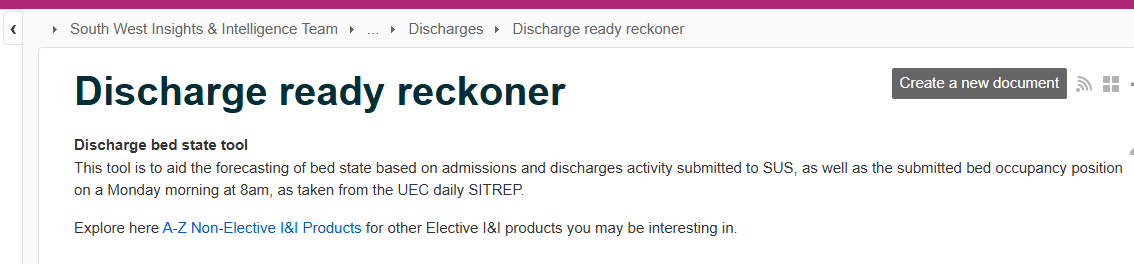 South West Insights & Intelligence Team ... Discharges Discharge ready reckoner
Discharge ready reckoner
Create a new document
Discharge bed state tool
This tool is to aid the forecasting of bed state based on admissions and discharges activity submitted to SUS, as well as the submitted bed occupancy position
on a Monday morning at 8am, as taken from the UEC daily SITREP.
Explore here A-Z Non-Elective I&I Products for other Elective I&I products you may be interesting in.